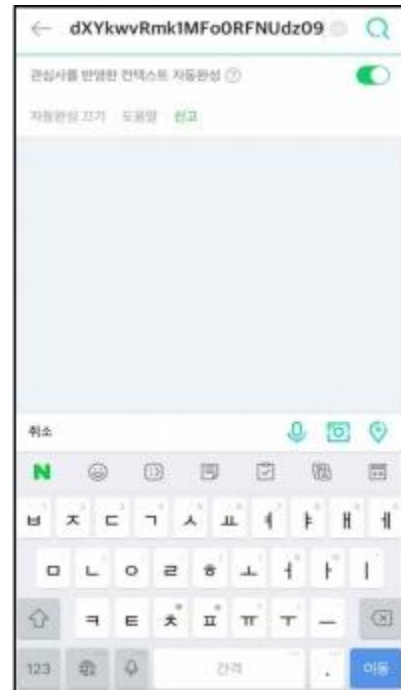 dXYkwvRmk1MFo0RFNUdz09
관심사를 반영한 컨텍스트 자동완성
자동완성 끄기 도움말 신고
취소
N
ㅂ ㅈ ㄷ ㄱ ㅅ ㅛ ㅕ ㅑ ㅐ ㅔ
ㅁ ㄴ ㅇ ㄹ ㅎ ㅗ ㅓ ㅏ ㅣ
ㅋ ㅌ ㅊ ㅍ ㅠ ㅜ ㅡ
123 간격 . 이동